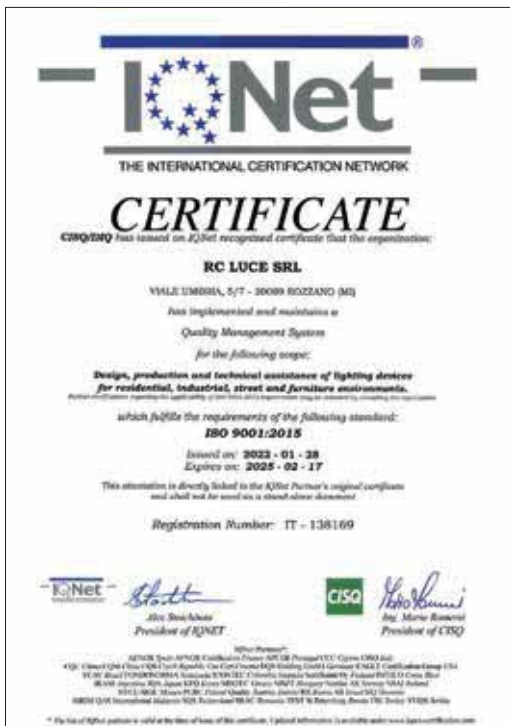 ®
IQNet
THE INTERNATIONAL CERTIFICATION NETWORK
CERTIFICATE
CISQ/IMQ has issued an IQNet recognized certificate that the organization:
RC LUCE SRL
VIALE UMBRIA, 5/7 - 20089 ROZZANO (MI)
has implemented and maintains a
Quality Management System
for the following scope:
Design, production and technical assistance of lighting devices
for residential, industrial, street and furniture environments.
which fulfills the requirements of the following standard:
ISO 9001:2015
Issued on: 2022 - 01 - 28
Expires on: 2025 - 02 - 17
This attestation is directly linked to the IQNet Partner's original certificate
and shall not be used as a stand-alone document
Registration Number: IT - 138169
IQNet
CISQ
Alex Stoichitoiu
Ing. Mario Romersi
President of IQNET
President of CISQ
IQNet Partners*: